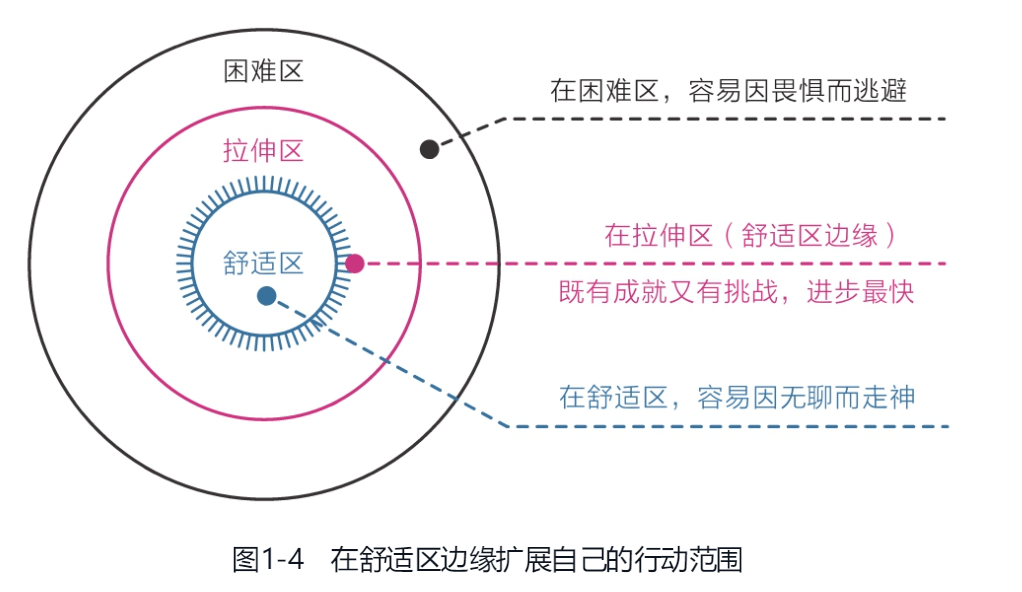 困难区
在困难区，容易因畏惧而逃避
拉伸区
在拉伸区（舒适区边缘）
舒适区
既有成就又有挑战，进步最快
在舒适区，容易因无聊而走神
图1-4 在舒适区边缘扩展自己的行动范围